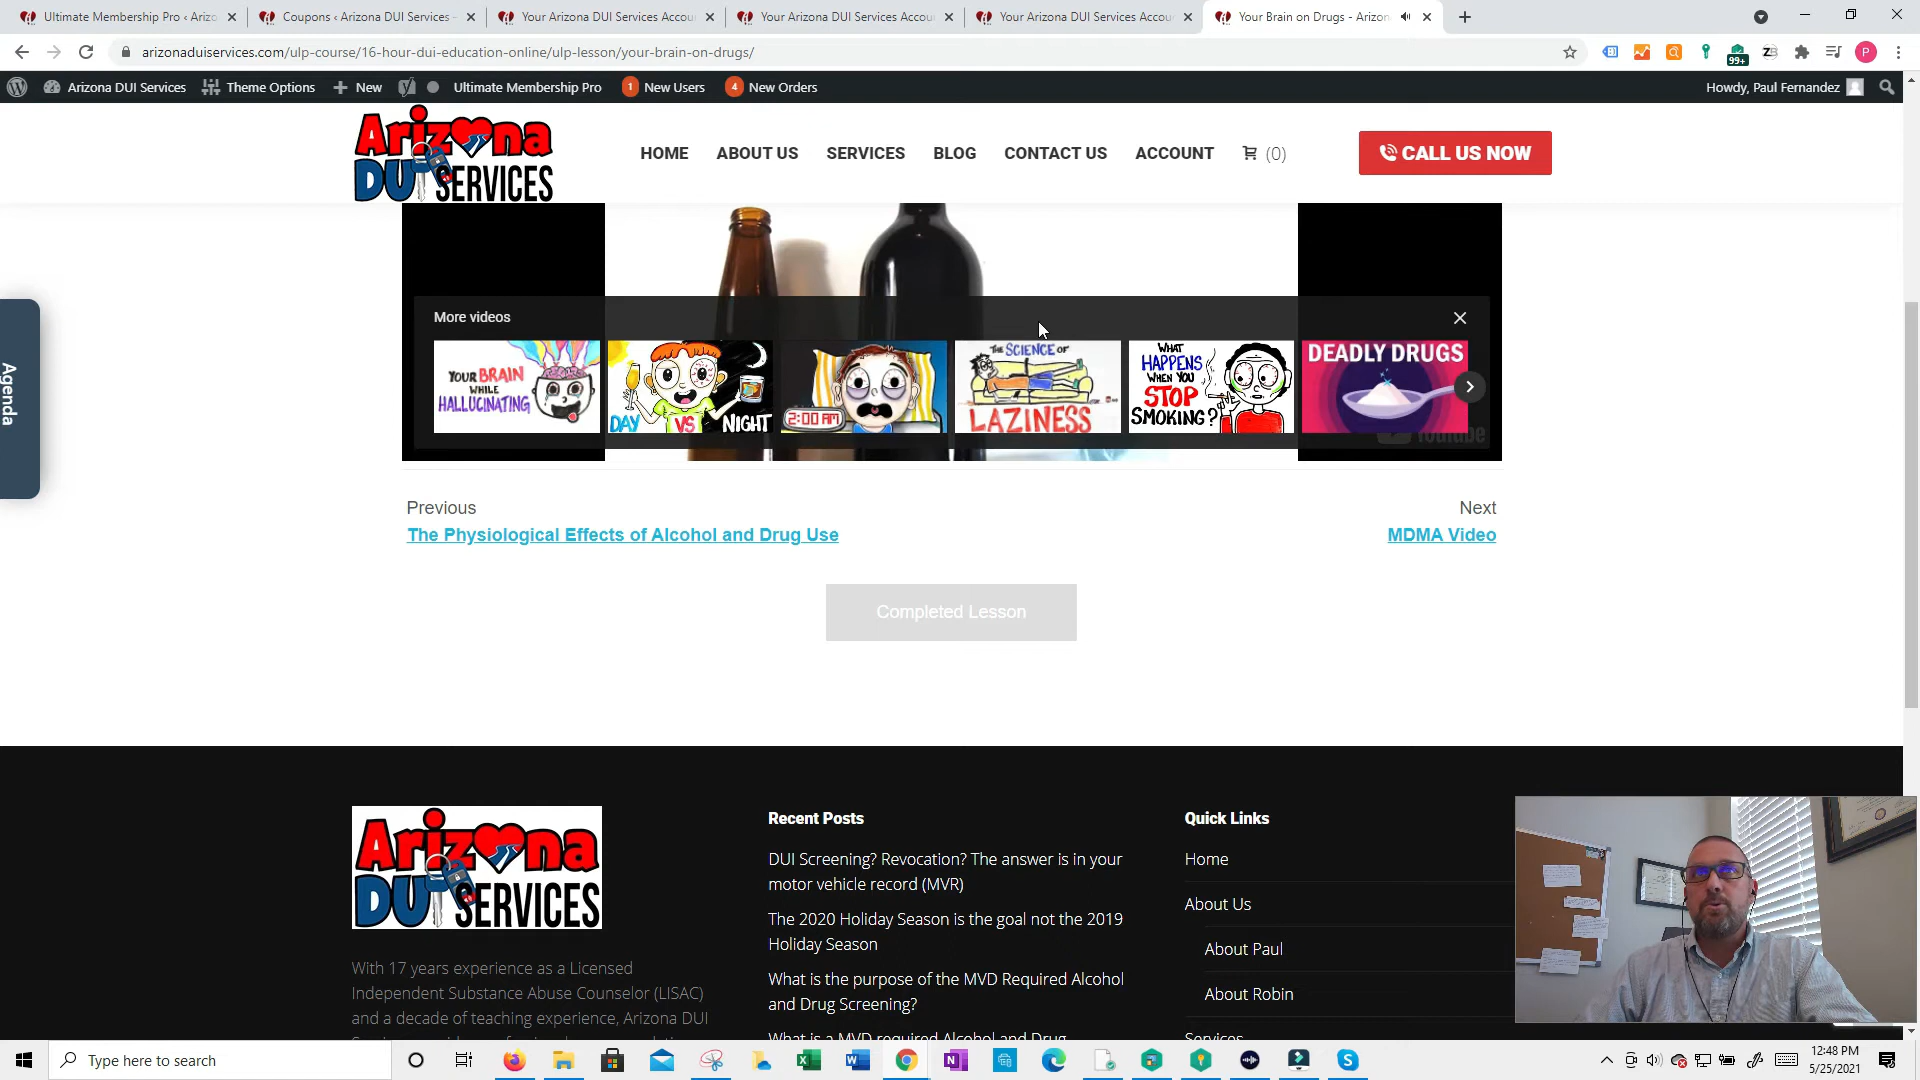 Ultimate Membership Pro ‹ Arizo
Coupons ‹ Arizona DUI Services –
Your Arizona DUI Services Accou
Your Arizona DUI Services Accou
Your Arizona DUI Services Accou
Your Brain on Drugs - Arizon
arizonaduiservices.com/ulp-course/16-hour-dui-education-online/ulp-lesson/your-brain-on-drugs/
99+
P
Arizona DUI Services
Theme Options
New
Ultimate Membership Pro
1 New Users
4 New Orders
Howdy, Paul Fernandez
Arizona
DUI SERVICES
HOME
ABOUT US
SERVICES
BLOG
CONTACT US
ACCOUNT
(0)
CALL US NOW
Agenda
More videos
YOUR BRAIN
WHILE
HALLUCINATING
DAY VS NIGHT
2:00 AM
THE SCIENCE OF
LAZINESS
WHAT
HAPPENS
WHEN YOU
STOP
SMOKING?
DEADLY DRUGS
YouTube
Previous
The Physiological Effects of Alcohol and Drug Use
Next
MDMA Video
Completed Lesson
Arizona
DUI SERVICES
With 17 years experience as a Licensed
Independent Substance Abuse Counselor (LISAC)
and a decade of teaching experience, Arizona DUI
Recent Posts
DUI Screening? Revocation? The answer is in your
motor vehicle record (MVR)
The 2020 Holiday Season is the goal not the 2019
Holiday Season
What is the purpose of the MVD Required Alcohol
and Drug Screening?
What is a MVD required Alcohol and Drug
Quick Links
Home
About Us
About Paul
About Robin
Services
Type here to search
12:48 PM
5/25/2021